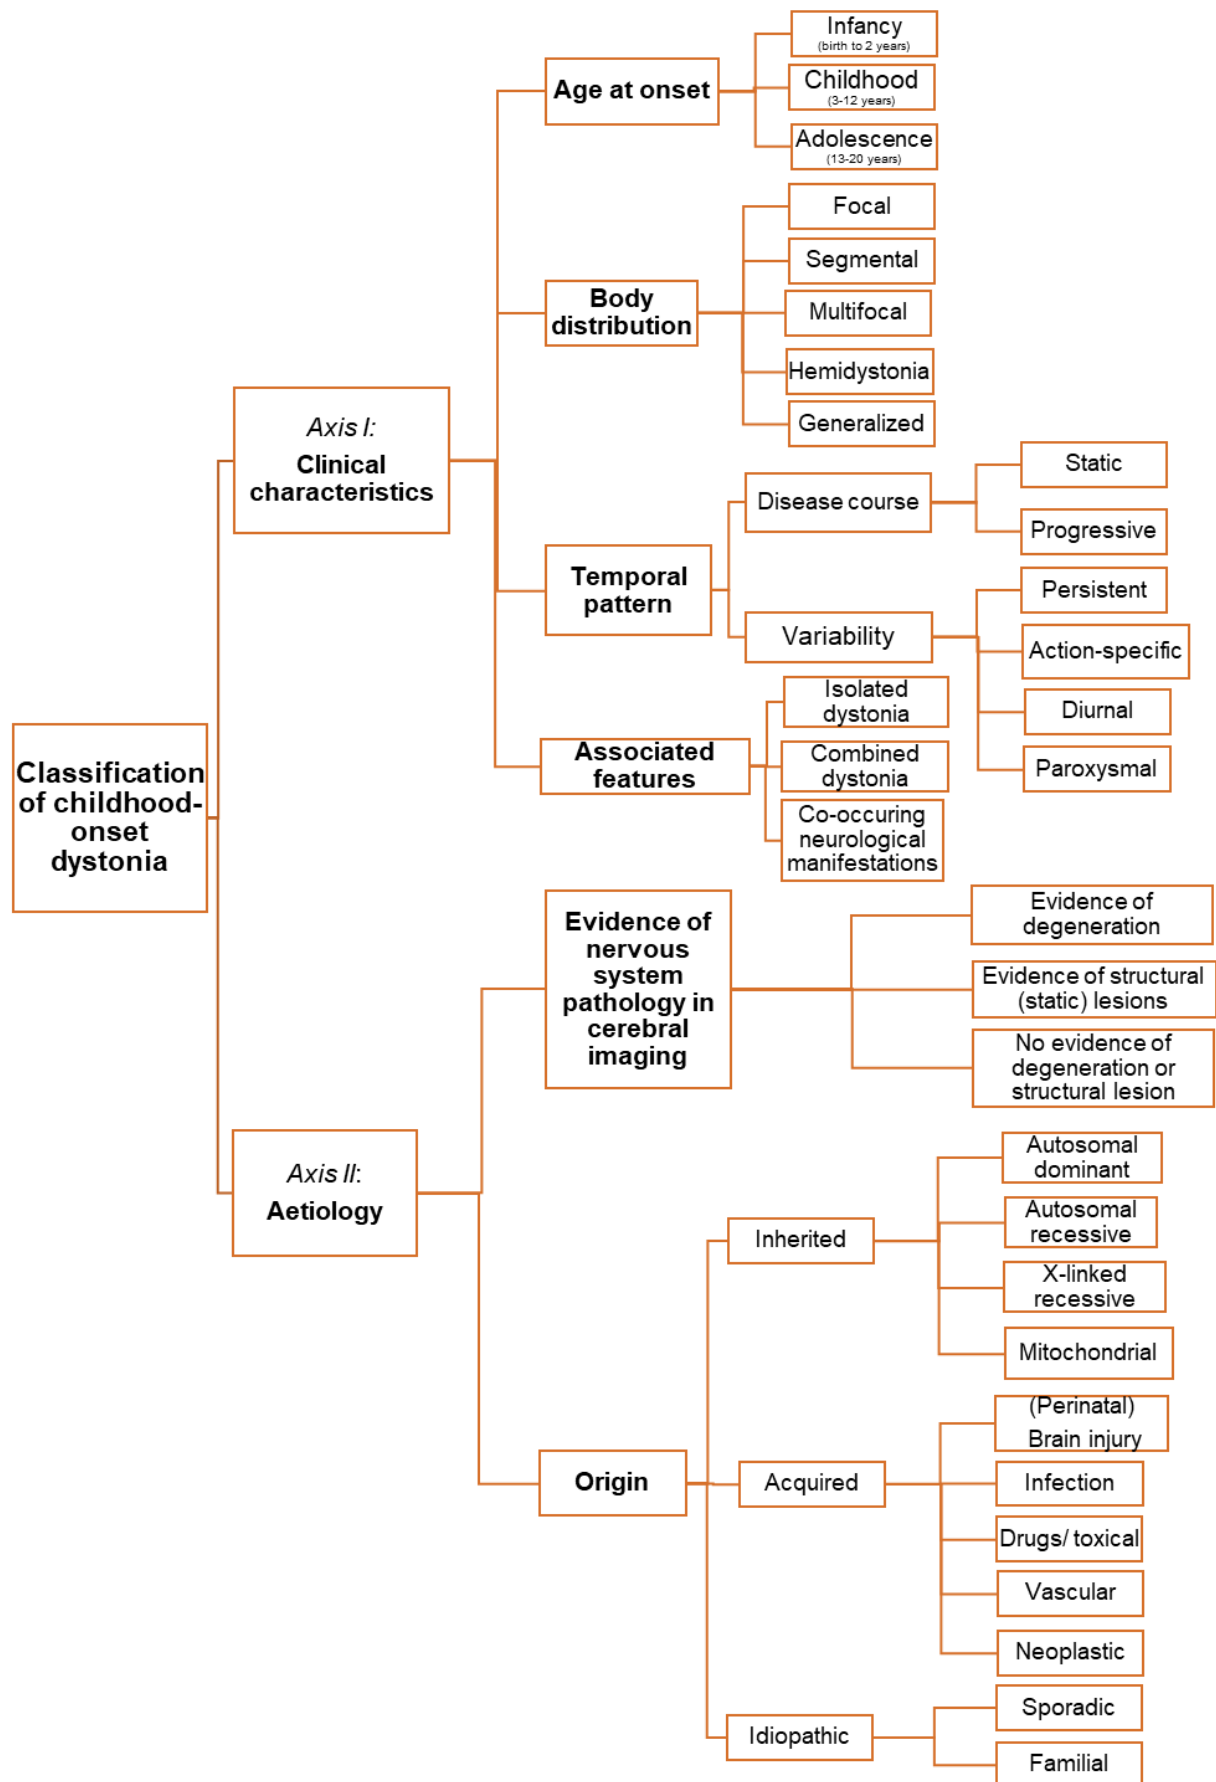 Classification
of childhood-
onset
dystonia
Axis I:
Clinical
characteristics
Age at onset
Infancy
(birth to 2 years)
Childhood
(3-12 years)
Adolescence
(13-20 years)
Body
distribution
Focal
Segmental
Multifocal
Hemidystonia
Generalized
Temporal
pattern
Disease course
Static
Progressive
Variability
Persistent
Action-specific
Diurnal
Paroxysmal
Associated
features
Isolated
dystonia
Combined
dystonia
Co-occuring
neurological
manifestations
Axis II:
Aetiology
Evidence of
nervous
system
pathology in
cerebral
imaging
Evidence of
degeneration
Evidence of structural
(static) lesions
No evidence of
degeneration or
structural lesion
Origin
Inherited
Autosomal
dominant
Autosomal
recessive
X-linked
recessive
Mitochondrial
Acquired
(Perinatal)
Brain injury
Infection
Drugs/ toxical
Vascular
Neoplastic
Idiopathic
Sporadic
Familial